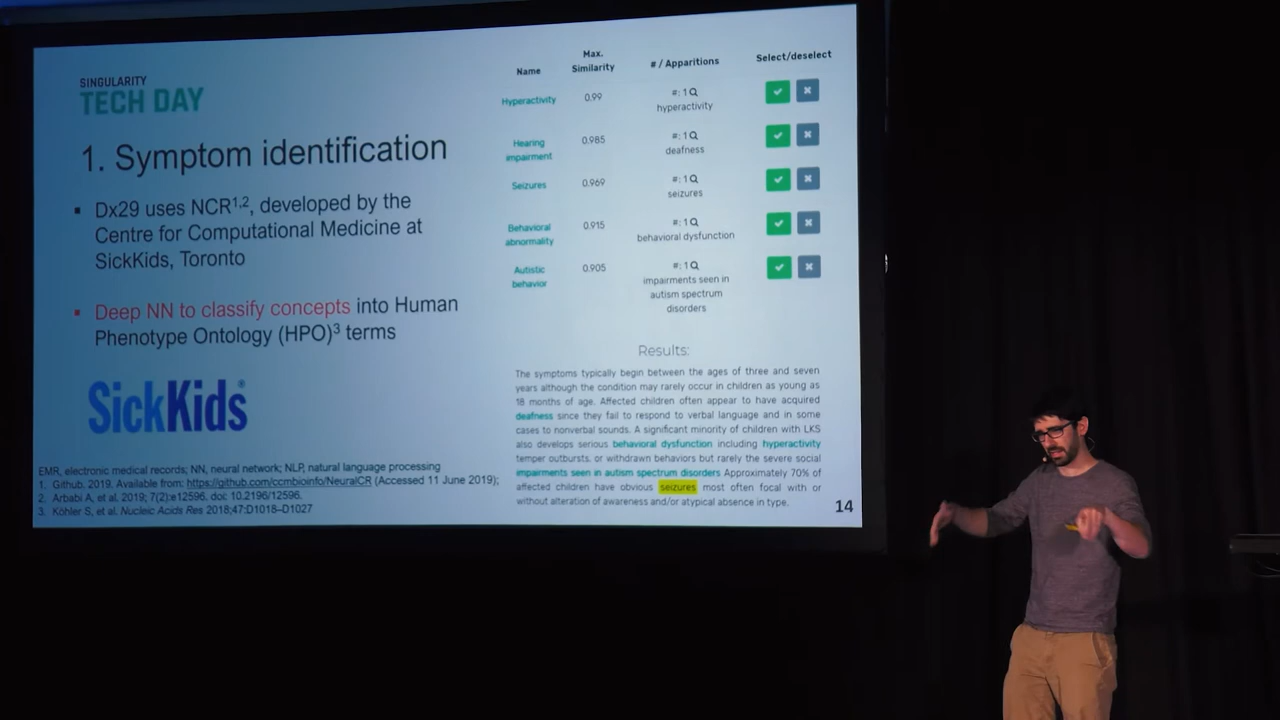 SINGULARITY
TECH DAY
1. Symptom identification
▪ Dx29 uses NCR¹,², developed by the
Centre for Computational Medicine at
SickKids, Toronto
▪ Deep NN to classify concepts into Human
Phenotype Ontology (HPO)³ terms
SickKids®
EMR, electronic medical records; NN, neural network; NLP, natural language processing
1. Github. 2019. Available from: https://github.com/ccmbioinfo/NeuralCR (Accessed 11 June 2019);
2. Arbabi A, et al. 2019; 7(2):e12596. doi: 10.2196/12596.
3. Köhler S, et al. Nucleic Acids Res 2018;47:D1018–D1027
Name Max. Similarity # / Apparitions Select/deselect
Hyperactivity 0.99 #: 1 hyperactivity
Hearing impairment 0.985 #: 1 deafness
Seizures 0.969 #: 1 seizures
Behavioral abnormality 0.915 #: 1 behavioral dysfunction
Autistic behavior 0.905 #: 1 impairments seen in autism spectrum disorders
Results:
The symptoms typically begin between the ages of three and seven
years although the condition may rarely occur in children as young as
18 months of age. Affected children often appear to have acquired
deafness since they fail to respond to verbal language and in some
cases to nonverbal sounds. A significant minority of children with LKS
also develops serious behavioral dysfunction including hyperactivity
temper outbursts, or withdrawn behaviors but rarely the severe social
impairments seen in autism spectrum disorders Approximately 70% of
affected children have obvious seizures most often focal with or
without alteration of awareness and/or atypical absence in type.
14